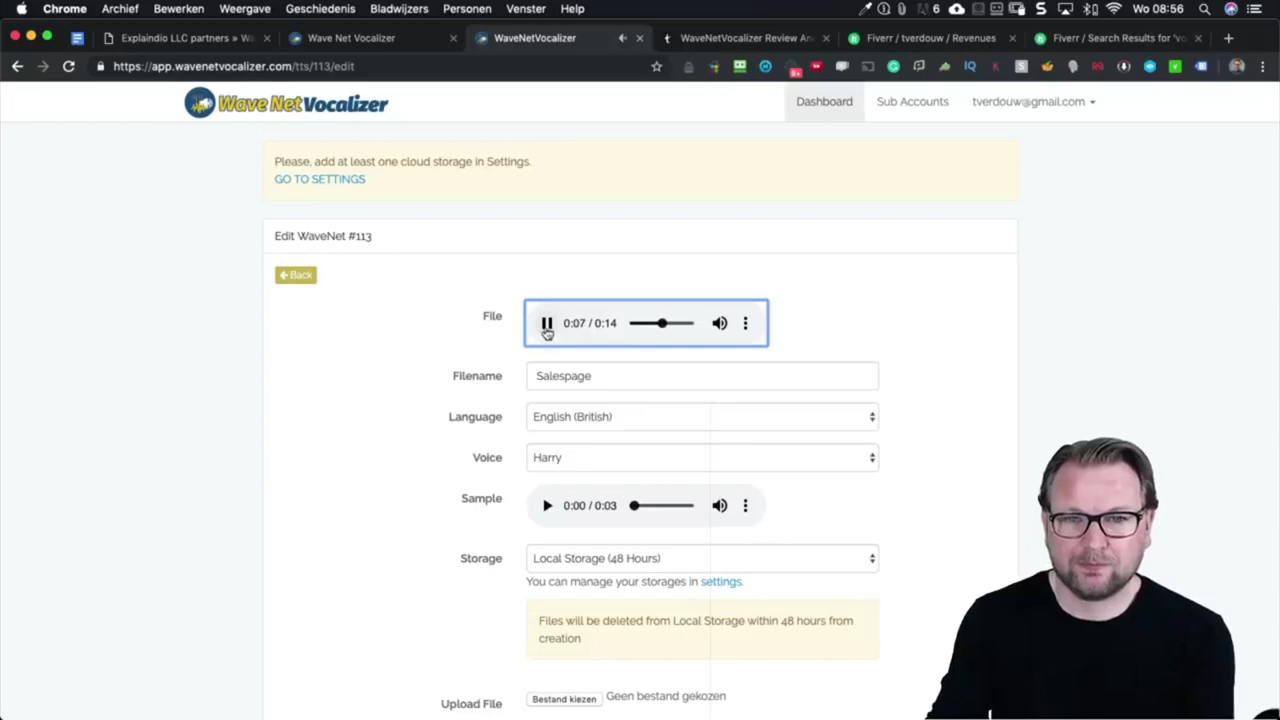 Chrome Archief Bewerken Weergave Geschiedenis Bladwijzers Personen Venster Help 6 Wo 08:56
Explaindio LLC partners » Wa Wave Net Vocalizer WaveNetVocalizer WaveNetVocalizer Review An Fiverr / tverdouw / Revenues Fiverr / Search Results for 'vo
https://app.wavenetvocalizer.com/tts/113/edit
Wave Net Vocalizer Dashboard Sub Accounts tverdouw@gmail.com
Please, add at least one cloud storage in Settings.
GO TO SETTINGS
Edit WaveNet #113
Back
File 0:07 / 0:14
Filename Salespage
Language English (British)
Voice Harry
Sample 0:00 / 0:03
Storage Local Storage (48 Hours)
You can manage your storages in settings.
Files will be deleted from Local Storage within 48 hours from
creation
Upload File Bestand kiezen Geen bestand gekozen